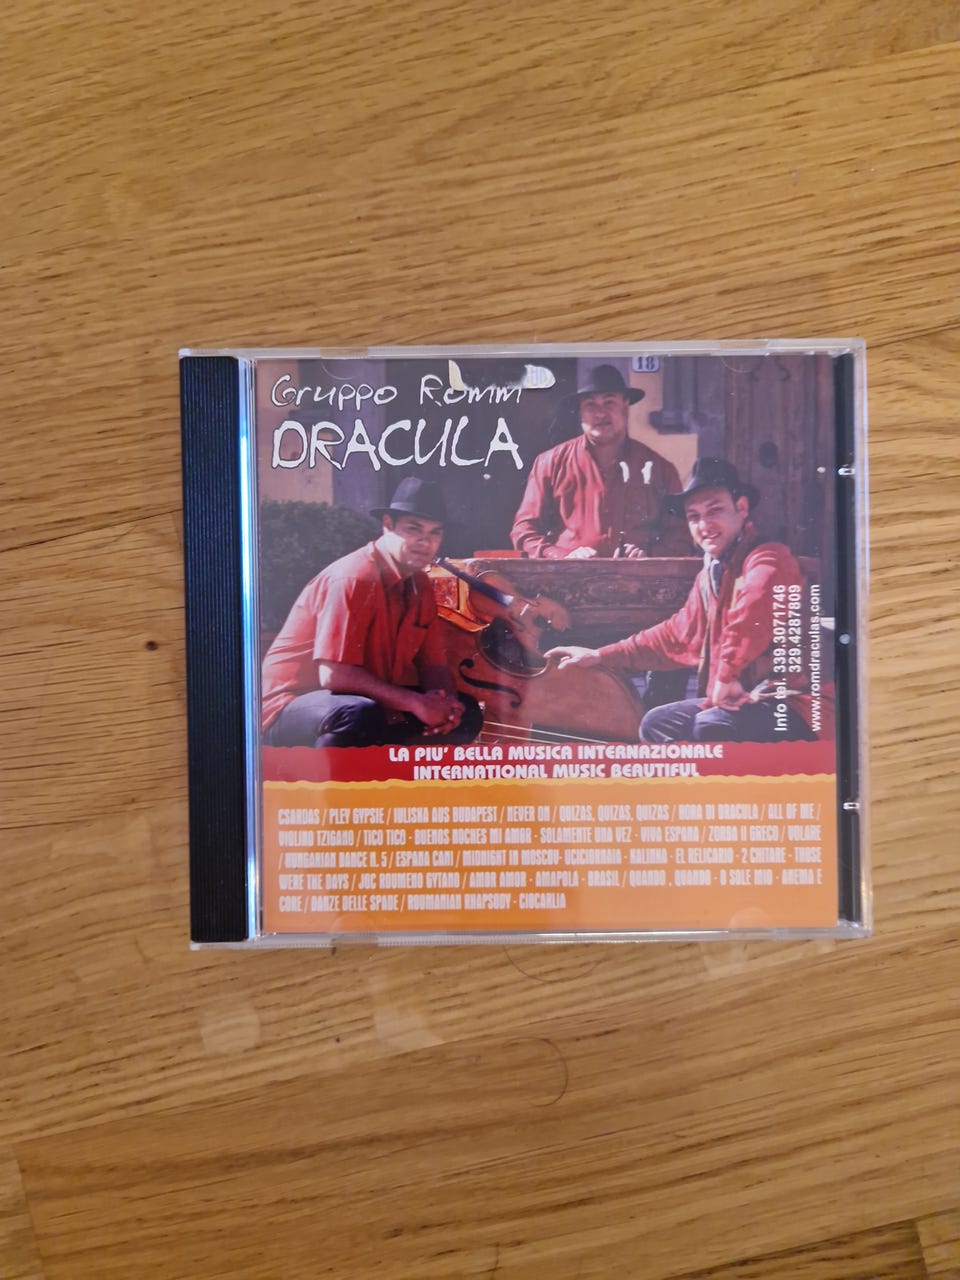 18
Gruppo Romm
DRACULA
Info tel. 339.3071746
329.4287809
www.romdraculas.com
LA PIU' BELLA MUSICA INTERNAZIONALE
INTERNATIONAL MUSIC BEAUTIFUL
CSARDAS / PLEY GYPSIE / IULISKA AUS BUDAPEST / NEVER ON / QUIZAS, QUIZAS, QUIZAS / HORA DI DRACULA / ALL OF ME /
VIOLINO TZIGANO / TICO TICO - BUENOS NOCHES MI AMOR - SOLAMENTE UNA VEZ - VIVA ESPANA / ZORBA IL GRECO / VOLARE
/ HUNGARIAN DANCE N. 5 / ESPANA CANI / MIDNIGHT IN MOSCHU - UCICIORNAIA - KALINKA - EL RELICARIO - 2 CHITARE - THOSE
WERE THE DAYS / JOC ROUMENO GYTANO / AMOR AMOR - AMAPOLA - BRASIL / QUANDO , QUANDO - O SOLE MIO - ANEMA E
CORE / DANZE DELLE SPADE / ROUMANIAN RHAPSODY - CIOCARLIA